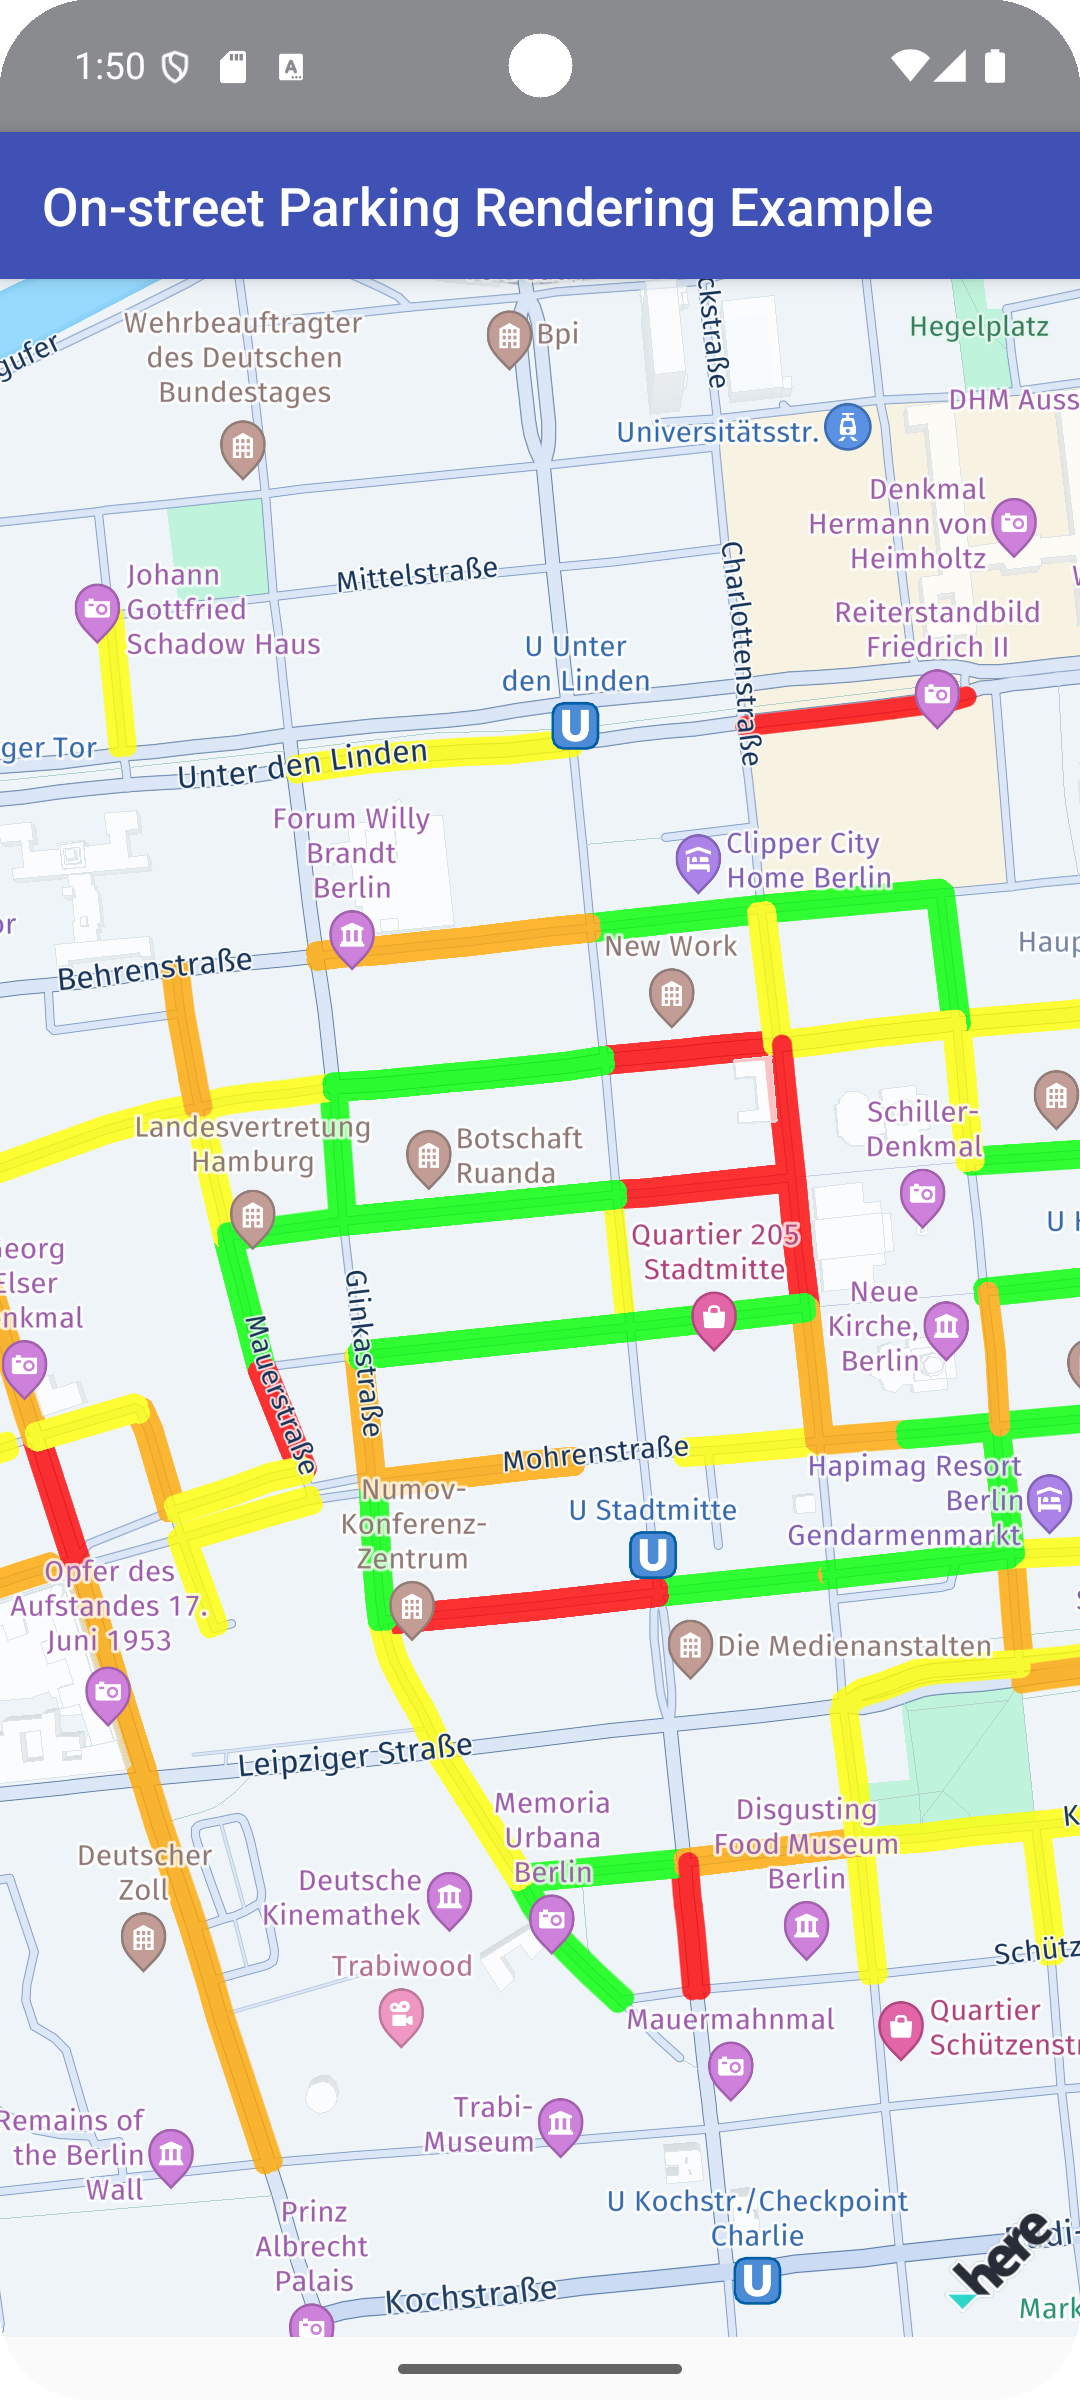 1:50
A
On-street Parking Rendering Example
Wehrbeauftragter
des Deutschen
Bundestages
Bpi
Hegelplatz
DHM Auss
Universitätsstr.
Denkmal
Hermann von
Heimholtz
Mittelstraße
Johann
Gottfried
Schadow Haus
Charlottenstraße
Reiterstandbild
Friedrich II
U Unter
den Linden
U
ger Tor
Unter den Linden
Forum Willy
Brandt
Berlin
Clipper City
Home Berlin
Behrenstraße
New Work
Haup
Landesvertretung
Hamburg
Botschaft
Ruanda
Schiller-
Denkmal
Quartier 205
Stadtmitte
U H
Georg
Elser
nkmal
Glinkastraße
Mauerstraße
Neue
Kirche,
Berlin
Mohrenstraße
Hapimag Resort
Berlin
Gendarmenmarkt
Numov-
Konferenz-
Zentrum
U Stadtmitte
U
Opfer des
Aufstandes 17.
Juni 1953
Die Medienanstalten
Leipziger Straße
Memoria
Urbana
Berlin
Disgusting
Food Museum
Berlin
K
Deutscher
Zoll
Deutsche
Kinemathek
Schütz
Trabiwood
Mauermahnmal
Quartier
Schützenstr
Trabi-
Museum
Remains of
the Berlin
Wall
U Kochstr./Checkpoint
Charlie
U
Prinz
Albrecht
Palais
Kochstraße
here
Mark